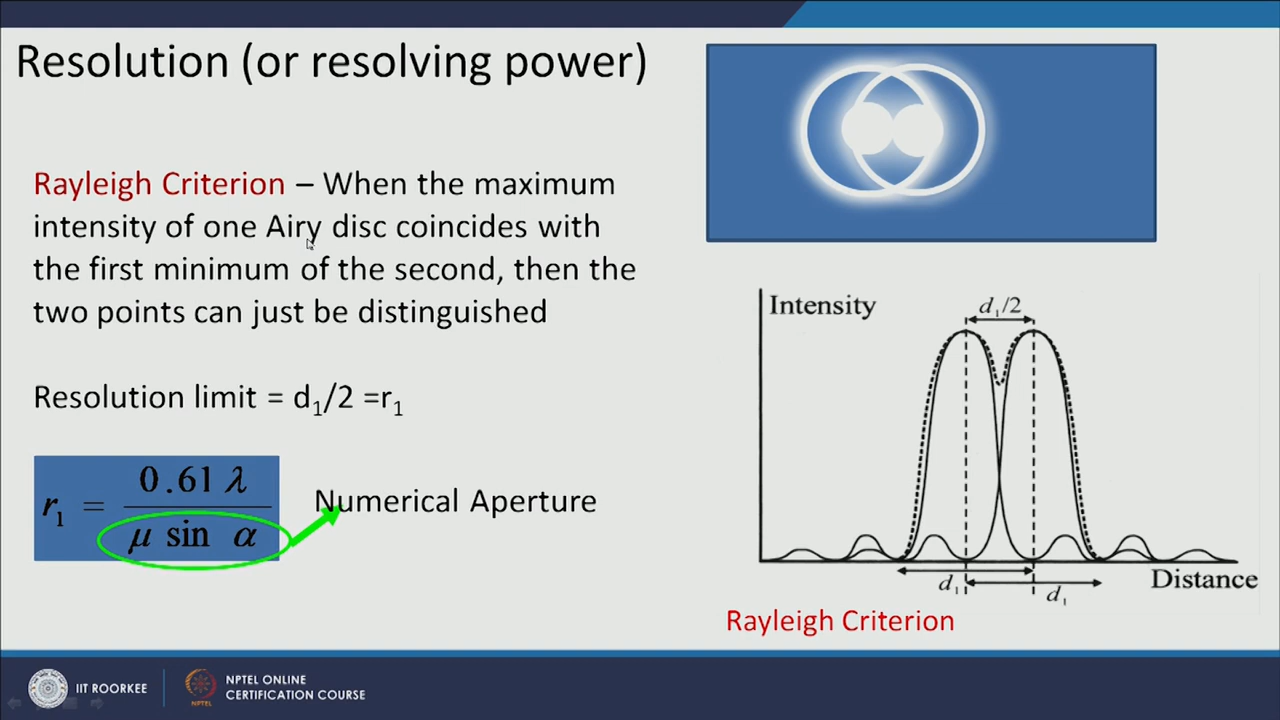 Resolution (or resolving power)
Rayleigh Criterion – When the maximum
intensity of one Airy disc coincides with
the first minimum of the second, then the
two points can just be distinguished
Resolution limit = d₁/2 =r₁
r₁ = 0.61 λ / μ sin α
Numerical Aperture
Intensity
d₁/2
d₁
d₁
Distance
Rayleigh Criterion
IIT ROORKEE
NPTEL
NPTEL ONLINE
CERTIFICATION COURSE